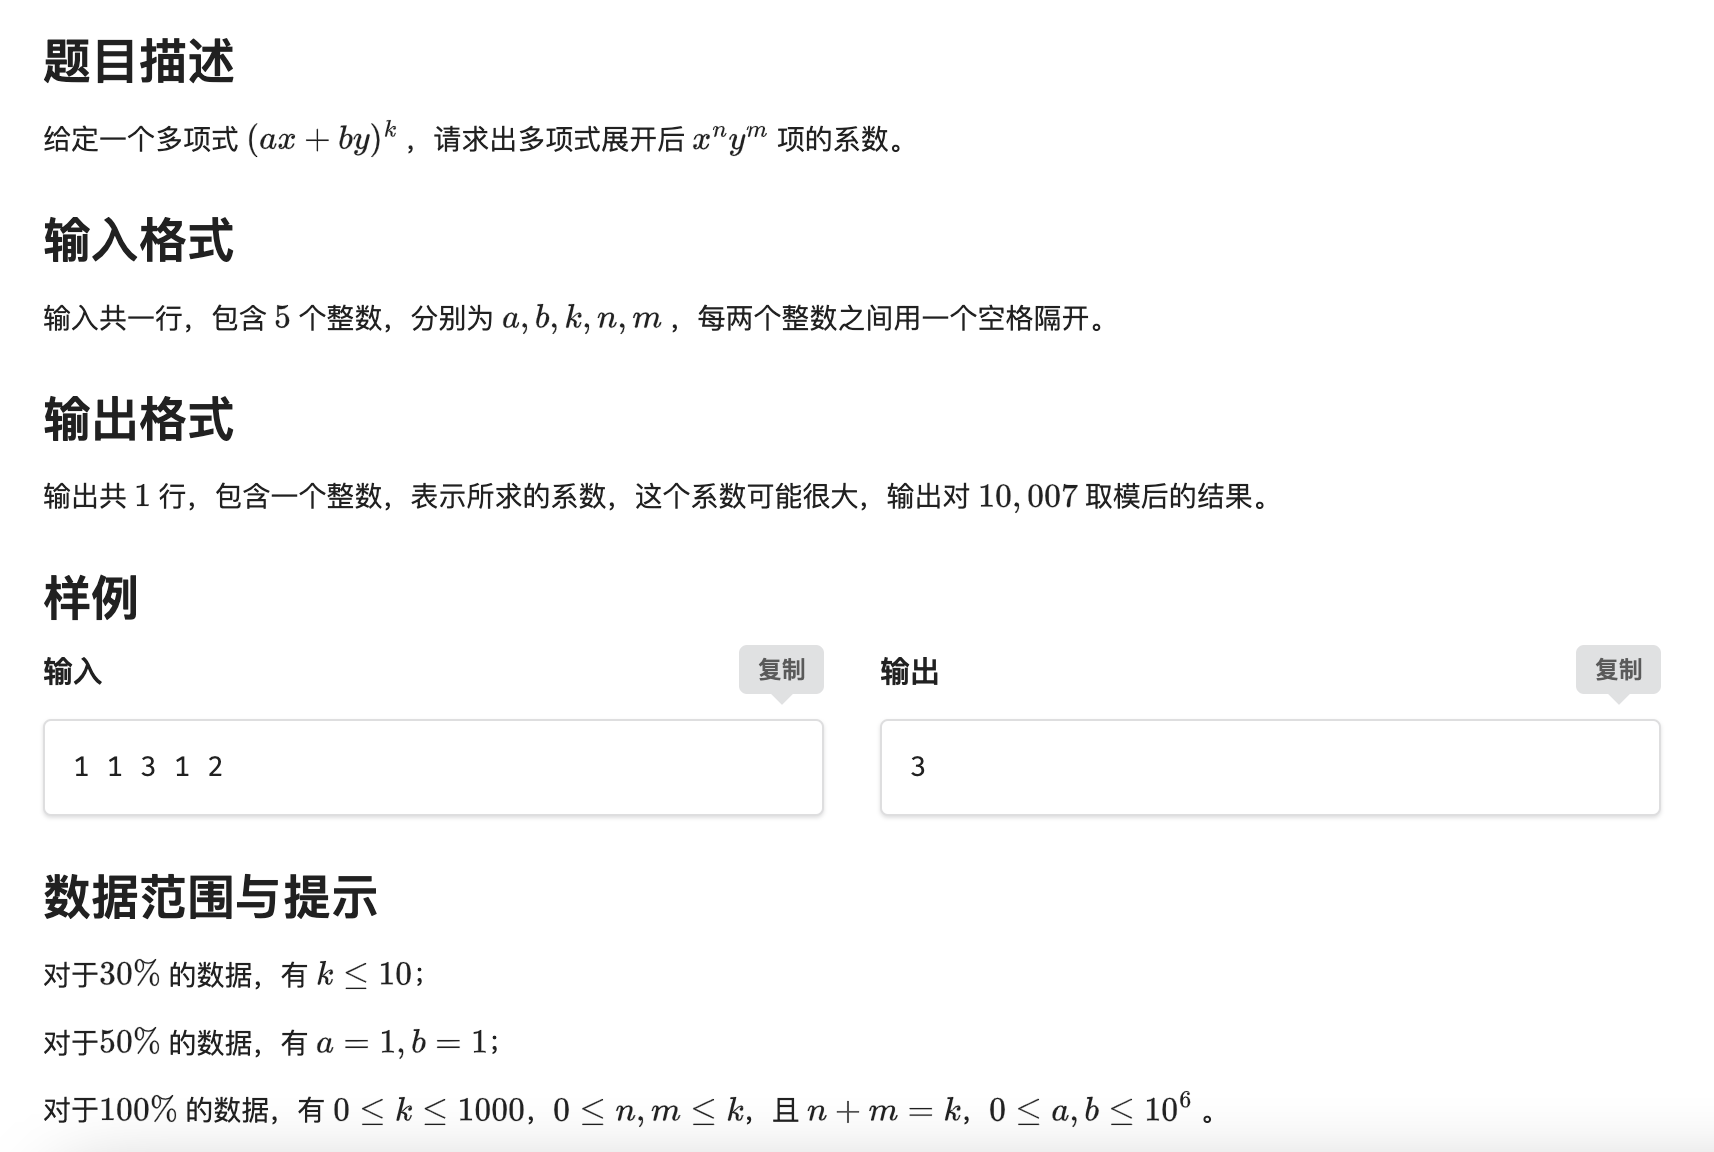 题目描述
给定一个多项式 $(ax + by)^k$ ，请求出多项式展开后 $x^n y^m$ 项的系数。
输入格式
输入共一行，包含 5 个整数，分别为 $a, b, k, n, m$ ，每两个整数之间用一个空格隔开。
输出格式
输出共 1 行，包含一个整数，表示所求的系数，这个系数可能很大，输出对 10,007 取模后的结果。
样例
输入 复制 输出 复制
1 1 3 1 2 3
数据范围与提示
对于30% 的数据，有 $k \leq 10$；
对于50% 的数据，有 $a = 1, b = 1$；
对于100% 的数据，有 $0 \leq k \leq 1000$，$0 \leq n, m \leq k$，且 $n + m = k$，$0 \leq a, b \leq 10^6$ 。